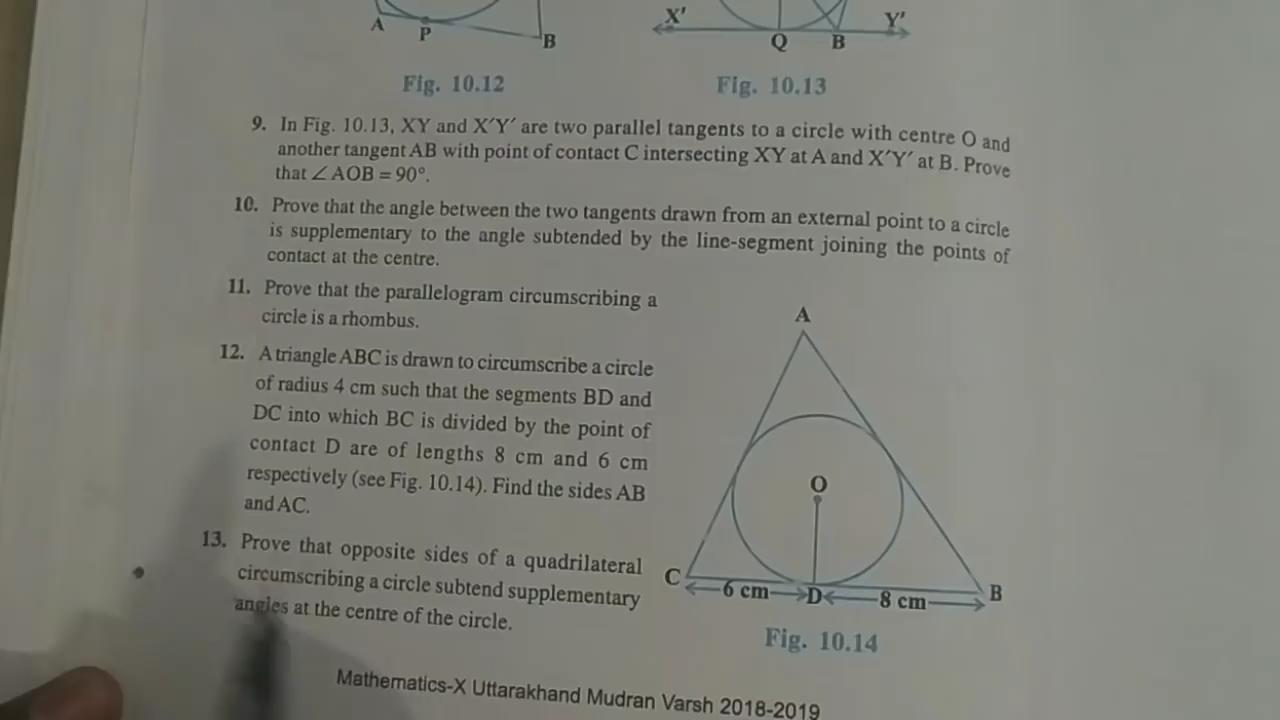 A
P
B
X'
Q
B
Y'
Fig. 10.12
Fig. 10.13
9. In Fig. 10.13, XY and X′Y′ are two parallel tangents to a circle with centre O and
another tangent AB with point of contact C intersecting XY at A and X′Y′ at B. Prove
that ∠AOB = 90°.
10. Prove that the angle between the two tangents drawn from an external point to a circle
is supplementary to the angle subtended by the line-segment joining the points of
contact at the centre.
11. Prove that the parallelogram circumscribing a
circle is a rhombus.
12. A triangle ABC is drawn to circumscribe a circle
of radius 4 cm such that the segments BD and
DC into which BC is divided by the point of
contact D are of lengths 8 cm and 6 cm
respectively (see Fig. 10.14). Find the sides AB
and AC.
13. Prove that opposite sides of a quadrilateral
circumscribing a circle subtend supplementary
angles at the centre of the circle.
A
O
C
6 cm
D
8 cm
B
Fig. 10.14
Mathematics-X Uttarakhand Mudran Varsh 2018-2019